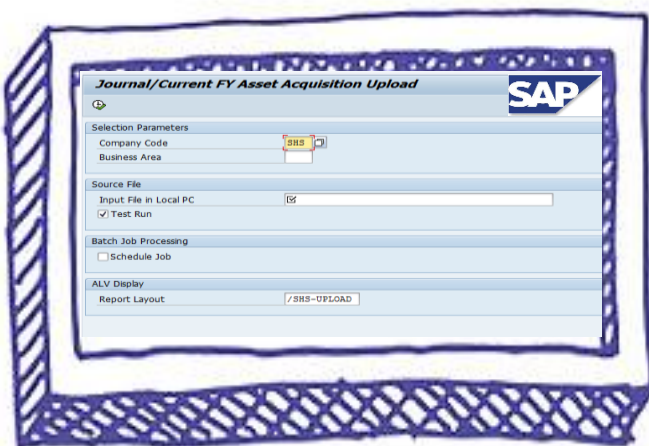 Journal/Current FY Asset Acquisition Upload
SAP
Selection Parameters
Company Code SHS
Business Area
Source File
Input File in Local PC
Test Run
Batch Job Processing
Schedule Job
ALV Display
Report Layout /SHS-UPLOAD